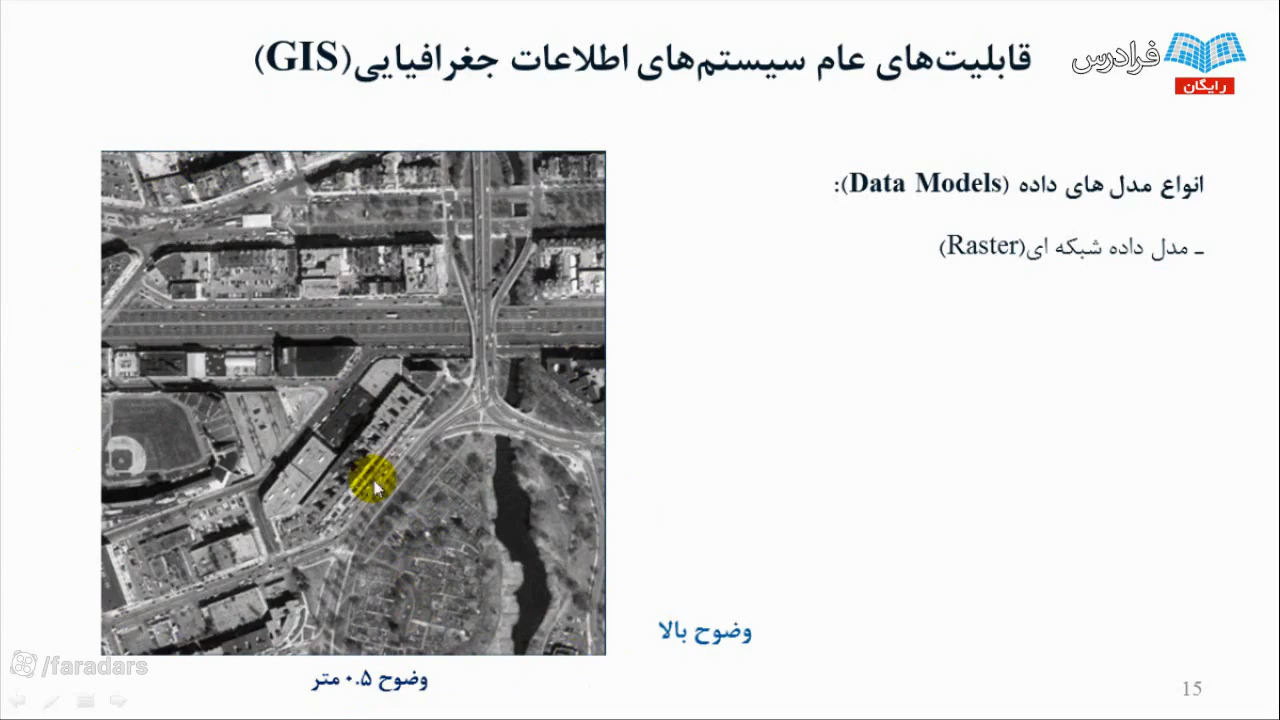 قابلیت‌های عام سیستم‌های اطلاعات جغرافیایی(GIS)
فرادرس
رایگان
انواع مدل های داده (Data Models):
ـ مدل داده شبکه ای(Raster)
وضوح بالا
وضوح ۰.۵ متر
/faradars
15